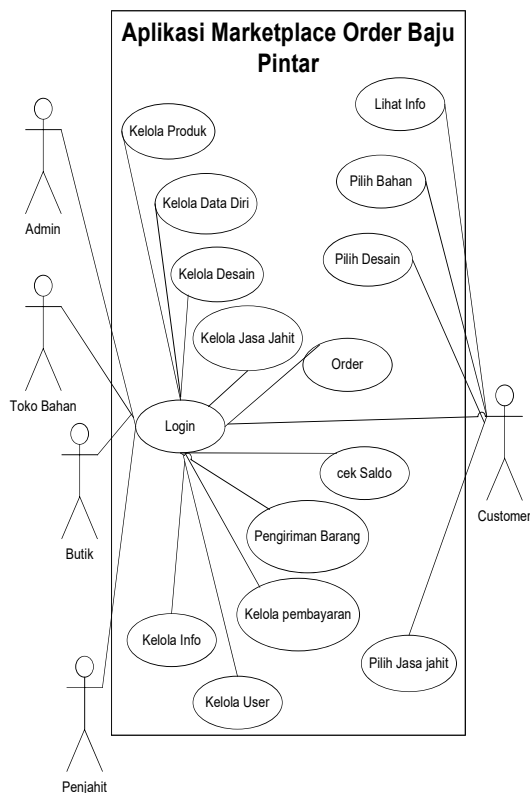 Aplikasi Marketplace Order Baju
Pintar
Lihat Info
Kelola Produk
Pilih Bahan
Kelola Data Diri
Admin
Pilih Desain
Kelola Desain
Kelola Jasa Jahit
Order
Toko Bahan
Login
cek Saldo
Customer
Pengiriman Barang
Butik
Kelola pembayaran
Kelola Info
Pilih Jasa jahit
Kelola User
Penjahit